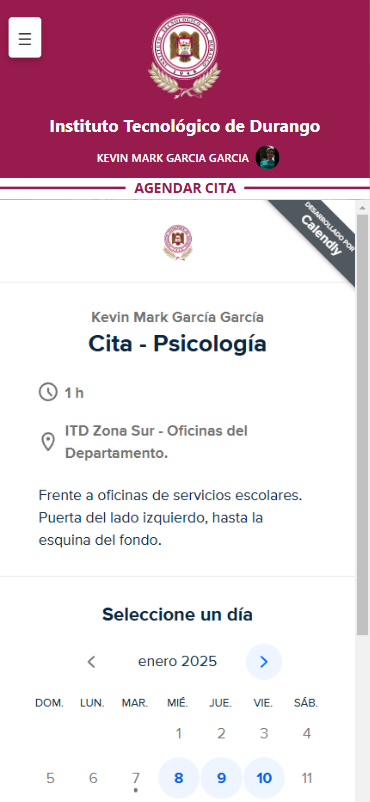 Instituto Tecnológico de Durango
KEVIN MARK GARCIA GARCIA
AGENDAR CITA
DESARROLLADO POR
Calendly
Kevin Mark García García
Cita - Psicología
1 h
ITD Zona Sur - Oficinas del
Departamento.
Frente a oficinas de servicios escolares.
Puerta del lado izquierdo, hasta la
esquina del fondo.
Seleccione un día
enero 2025
DOM. LUN. MAR. MIÉ. JUE. VIE. SÁB.
1 2 3 4
5 6 7 8 9 10 11